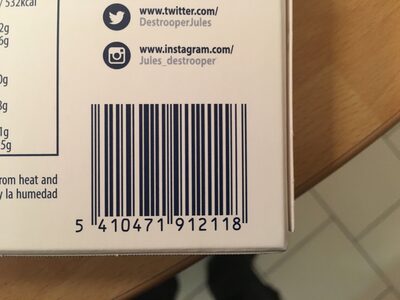 / 532kcal
2g
6g
0g
3g
1g
5g
www.twitter.com/
DestrooperJules
www.instagram.com/
Jules_destrooper
rom heat and
y la humedad
5 410471 912118